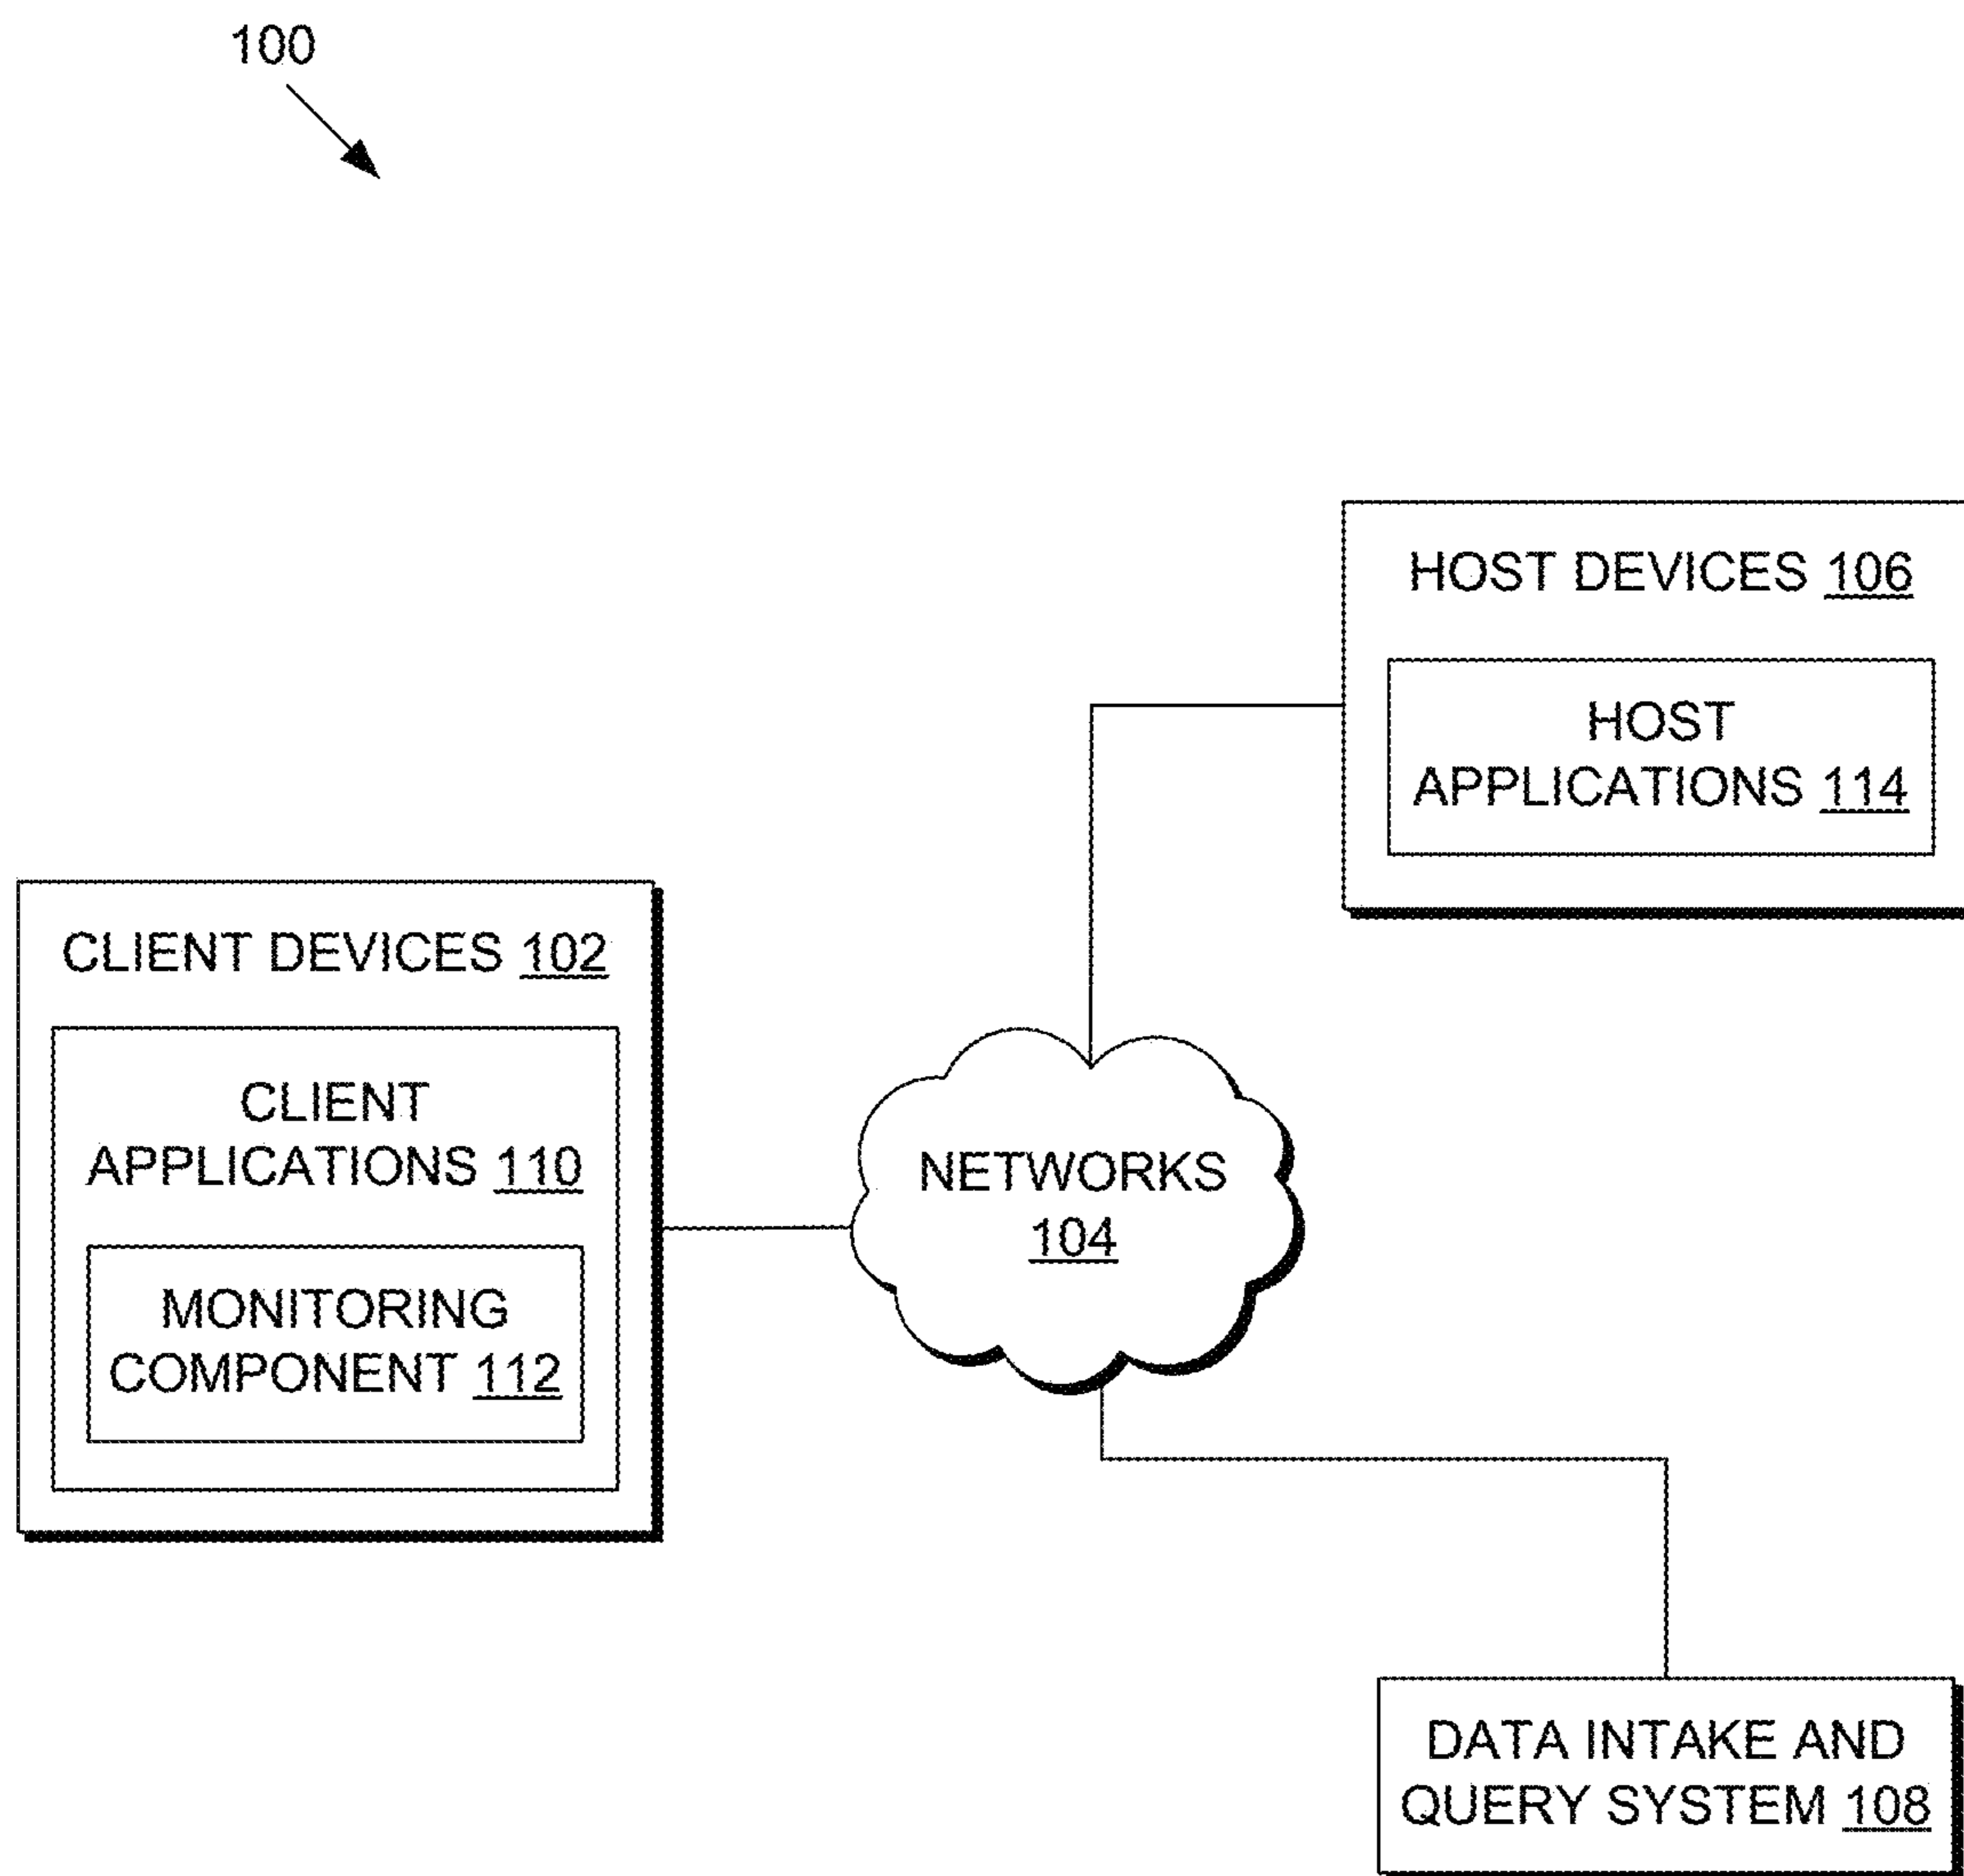 100
HOST DEVICES 106
HOST
APPLICATIONS 114
CLIENT DEVICES 102
CLIENT
APPLICATIONS 110
MONITORING
COMPONENT 112
NETWORKS
104
DATA INTAKE AND
QUERY SYSTEM 108